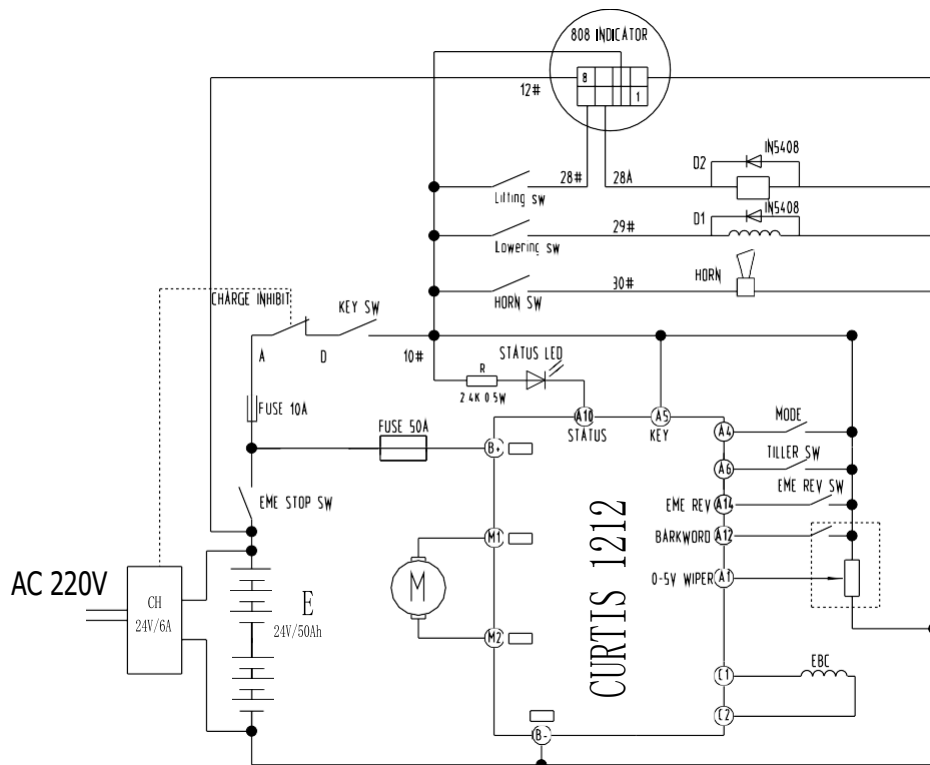 808 INDICATOR
8
1
12#
IN5408
D2
28#
28A
Lifting SW
IN5408
D1
29#
Lowering SW
HORN
30#
HORN SW
CHARGE INHIBIT
KEY SW
A
D
10#
STATUS LED
R
2 4K 0 5W
FUSE 10A
A10
A5
STATUS
KEY
MODE
A4
FUSE 50A
B+
TILLER SW
A6
EME STOP SW
EME REV SW
EME REV
A14
M1
BARKWORD
A12
CURTIS 1212
AC 220V
M
0-5V WIPER
A1
CH
24V/6A
E
24V/50Ah
M2
EBC
C1
C2
B-